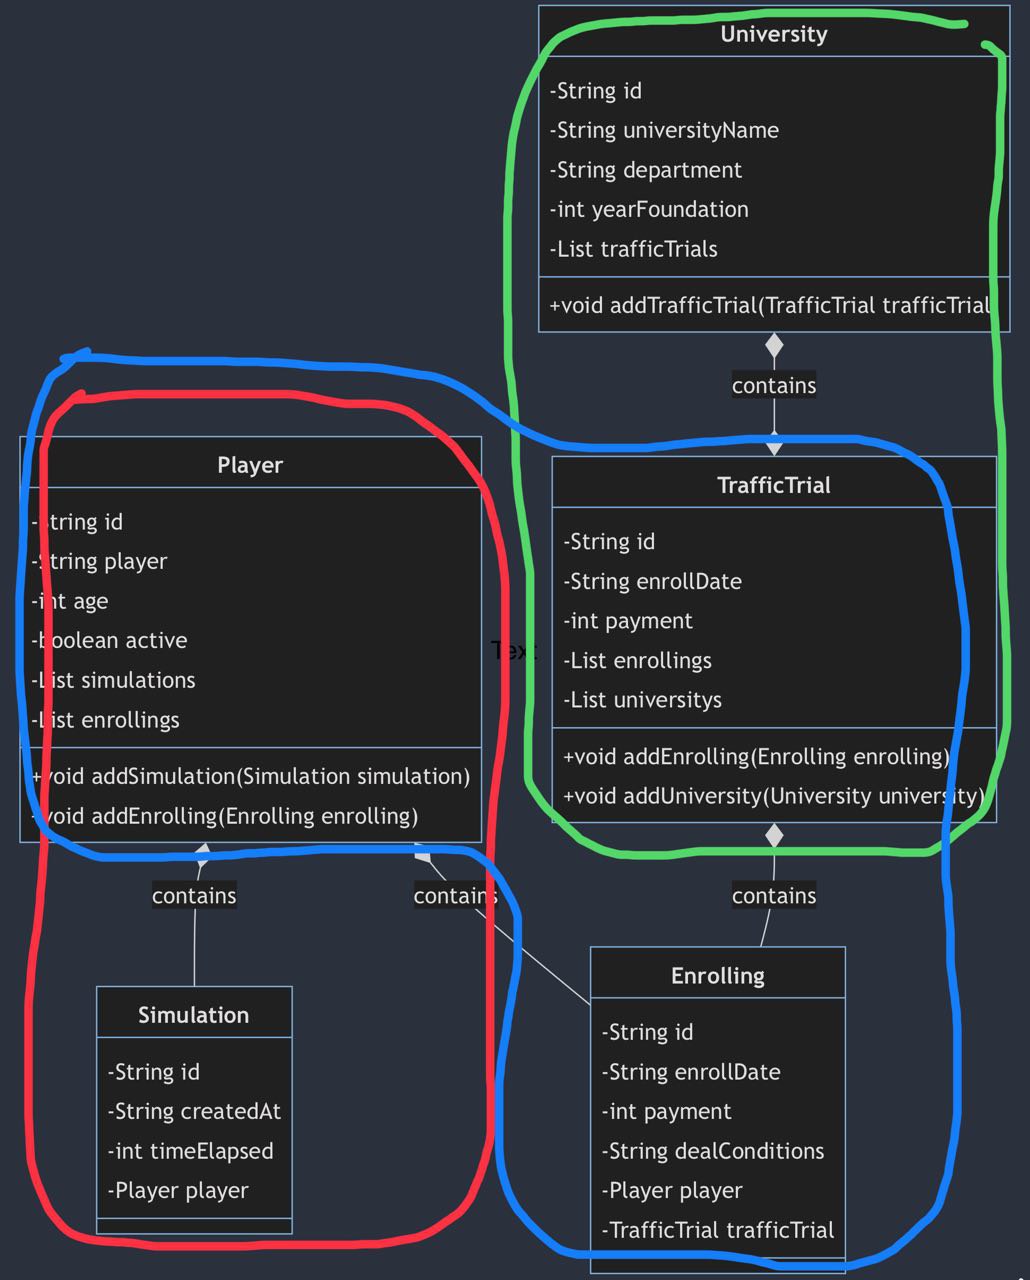 University
-String id
-String universityName
-String department
-int yearFoundation
-List trafficTrials
+void addTrafficTrial(TrafficTrial trafficTrial
contains
Player
-String id
-String player
-int age
-boolean active
-List simulations
-List enrollings
+void addSimulation(Simulation simulation)
+void addEnrolling(Enrolling enrolling)
Text
TrafficTrial
-String id
-String enrollDate
-int payment
-List enrollings
-List universitys
+void addEnrolling(Enrolling enrolling)
+void addUniversity(University university)
contains
contains
contains
Simulation
-String id
-String createdAt
-int timeElapsed
-Player player
Enrolling
-String id
-String enrollDate
-int payment
-String dealConditions
-Player player
-TrafficTrial trafficTrial